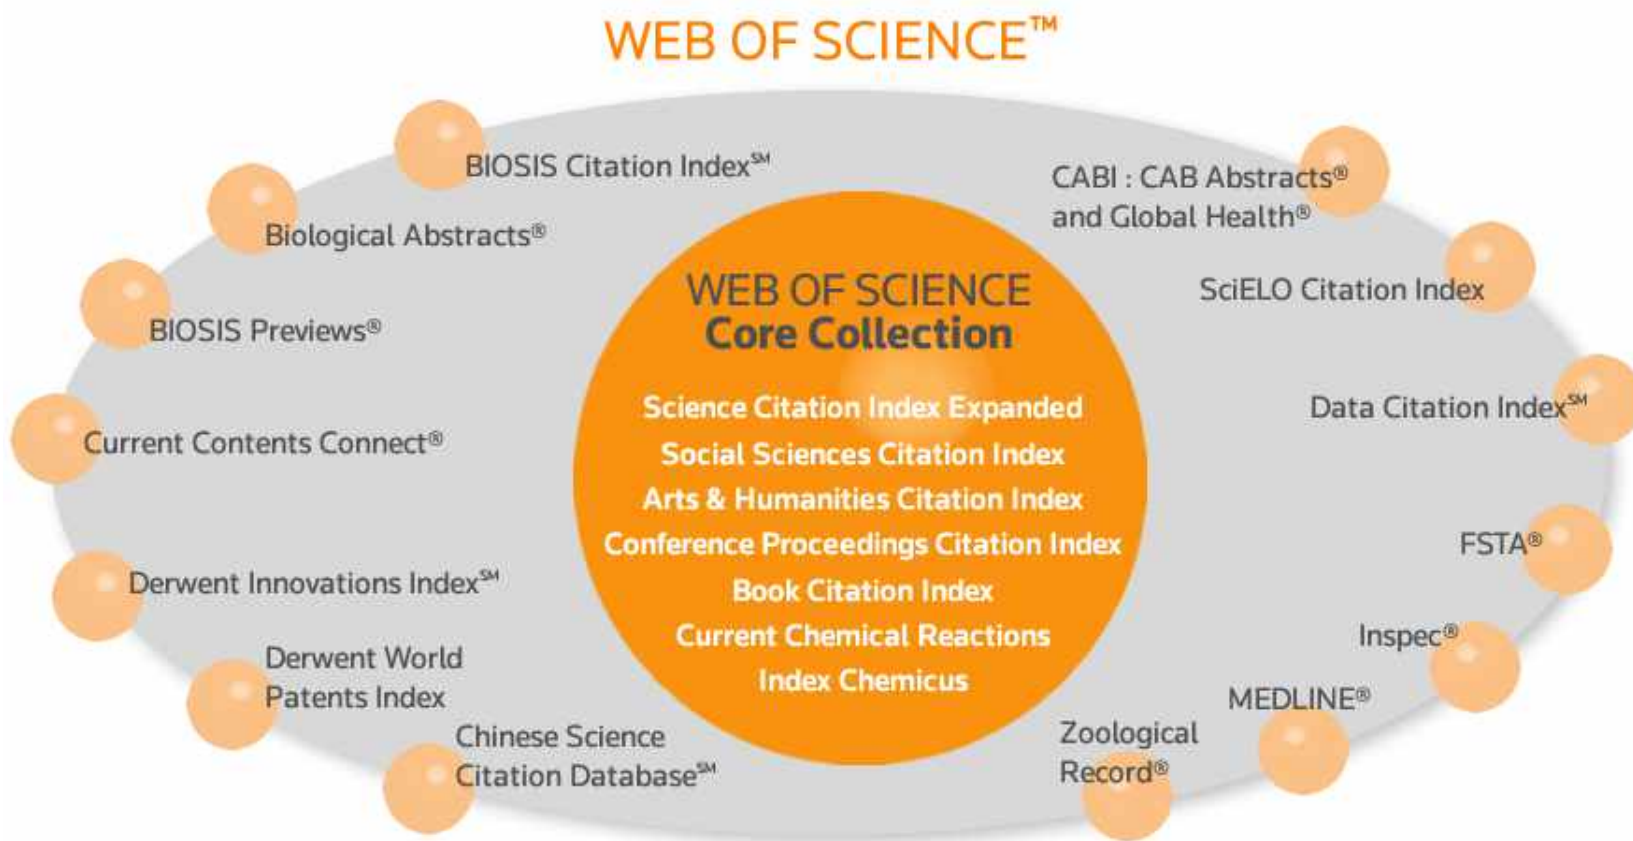 WEB OF SCIENCE™
BIOSIS Citation Index℠
Biological Abstracts®
BIOSIS Previews®
Current Contents Connect®
Derwent Innovations Index℠
Derwent World
Patents Index
Chinese Science
Citation Database℠
WEB OF SCIENCE
Core Collection
Science Citation Index Expanded
Social Sciences Citation Index
Arts & Humanities Citation Index
Conference Proceedings Citation Index
Book Citation Index
Current Chemical Reactions
Index Chemicus
CABI : CAB Abstracts®
and Global Health®
SciELO Citation Index
Data Citation Index℠
FSTA®
Inspec®
MEDLINE®
Zoological
Record®